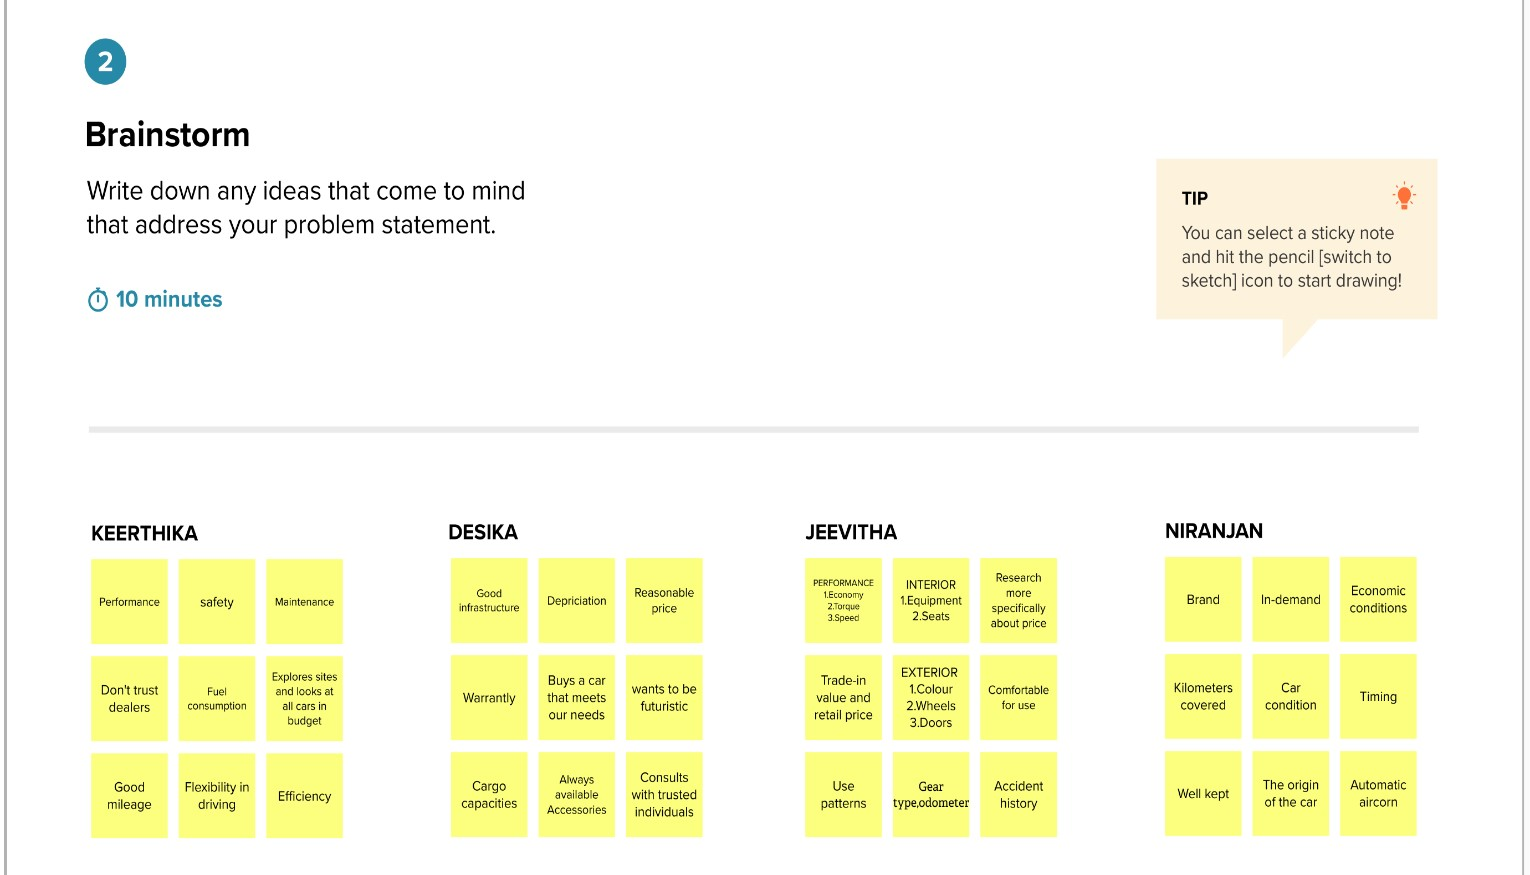 2
Brainstorm
Write down any ideas that come to mind
that address your problem statement.
10 minutes
TIP
You can select a sticky note
and hit the pencil [switch to
sketch] icon to start drawing!
KEERTHIKA
Performance
safety
Maintenance
Don't trust
dealers
Fuel
consumption
Explores sites
and looks at
all cars in
budget
Good
mileage
Flexibility in
driving
Efficiency
DESIKA
Good
infrastructure
Depriciation
Reasonable
price
Warrantly
Buys a car
that meets
our needs
wants to be
futuristic
Cargo
capacities
Always
available
Accessories
Consults
with trusted
individuals
JEEVITHA
PERFORMANCE
1.Economy
2.Torque
3.Speed
INTERIOR
1.Equipment
2.Seats
Research
more
specifically
about price
Trade-in
value and
retail price
EXTERIOR
1.Colour
2.Wheels
3.Doors
Comfortable
for use
Use
patterns
Gear
type,odometer
Accident
history
NIRANJAN
Brand
In-demand
Economic
conditions
Kilometers
covered
Car
condition
Timing
Well kept
The origin
of the car
Automatic
aircorn